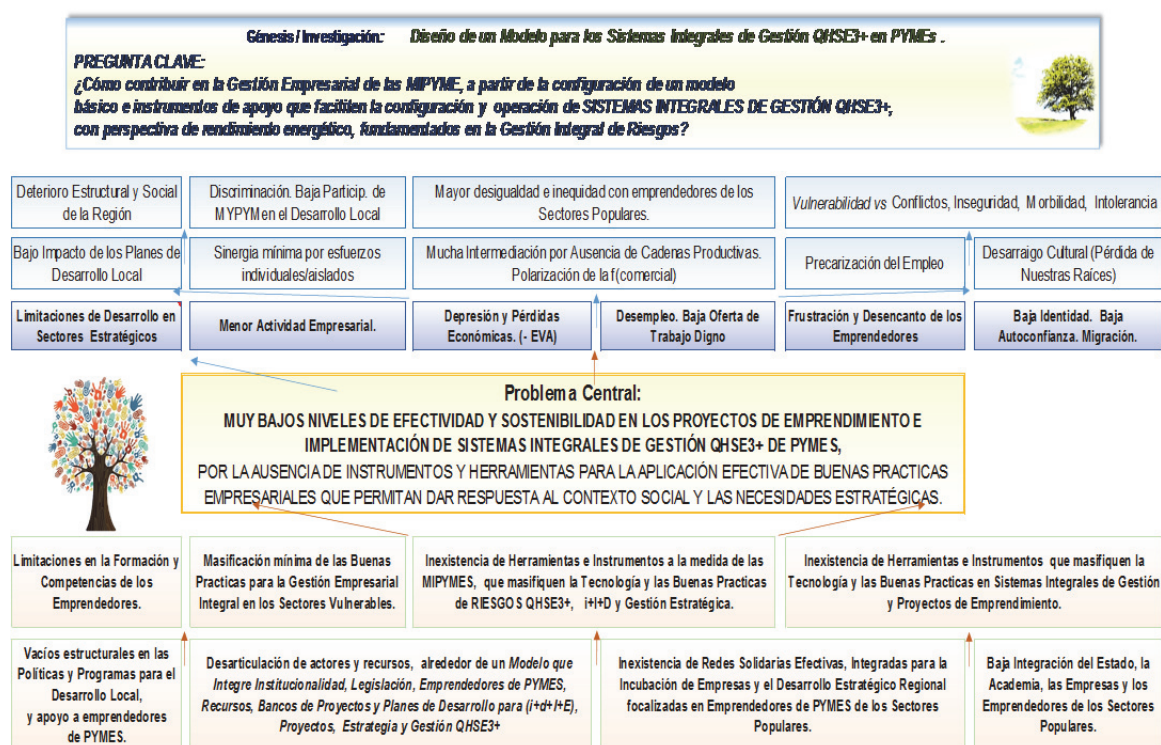 Génesis / Investigación: Diseño de un Modelo para los Sistemas Integrales de Gestión QHSE3+ en PYMEs .
PREGUNTA CLAVE:
¿Cómo contribuir en la Gestión Empresarial de las MIPYME, a partir de la configuración de un modelo
básico e instrumentos de apoyo que faciliten la configuración y operación de SISTEMAS INTEGRALES DE GESTIÓN QHSE3+,
con perspectiva de rendimiento energético, fundamentados en la Gestión Integral de Riesgos?
Deterioro Estructural y Social
de la Región
Discriminación. Baja Particip. de
MYPYM en el Desarrollo Local
Mayor desigualdad e inequidad con emprendedores de los
Sectores Populares.
Vulnerabilidad vs Conflictos, Inseguridad, Morbilidad, Intolerancia
Bajo Impacto de los Planes de
Desarrollo Local
Sinergia mínima por esfuerzos
individuales/aislados
Mucha Intermediación por Ausencia de Cadenas Productivas.
Polarización de la f(comercial)
Precarización del Empleo
Desarraigo Cultural (Pérdida de
Nuestras Raíces)
Limitaciones de Desarrollo en
Sectores Estratégicos
Menor Actividad Empresarial.
Depresión y Pérdidas
Económicas. (- EVA)
Desempleo. Baja Oferta de
Trabajo Digno
Frustración y Desencanto de los
Emprendedores
Baja Identidad. Baja
Autoconfianza. Migración.
Problema Central:
MUY BAJOS NIVELES DE EFECTIVIDAD Y SOSTENIBILIDAD EN LOS PROYECTOS DE EMPRENDIMIENTO E
IMPLEMENTACIÓN DE SISTEMAS INTEGRALES DE GESTIÓN QHSE3+ DE PYMES,
POR LA AUSENCIA DE INSTRUMENTOS Y HERRAMIENTAS PARA LA APLICACIÓN EFECTIVA DE BUENAS PRACTICAS
EMPRESARIALES QUE PERMITAN DAR RESPUESTA AL CONTEXTO SOCIAL Y LAS NECESIDADES ESTRATÉGICAS.
Limitaciones en la Formación y
Competencias de los
Emprendedores.
Masificación mínima de las Buenas
Practicas para la Gestión Empresarial
Integral en los Sectores Vulnerables.
Inexistencia de Herramientas e Instrumentos a la medida de las
MIPYMES, que masifiquen la Tecnología y las Buenas Practicas
de RIESGOS QHSE3+, i+I+D y Gestión Estratégica.
Inexistencia de Herramientas e Instrumentos que masifiquen la
Tecnología y las Buenas Practicas en Sistemas Integrales de Gestión
y Proyectos de Emprendimiento.
Vacíos estructurales en las
Políticas y Programas para el
Desarrollo Local,
y apoyo a emprendedores
de PYMES.
Desarticulación de actores y recursos, alrededor de un Modelo que
Integre Institucionalidad, Legislación, Emprendedores de PYMES,
Recursos, Bancos de Proyectos y Planes de Desarrollo para (i+d+I+E),
Proyectos, Estrategia y Gestión QHSE3+
Inexistencia de Redes Solidarias Efectivas, Integradas para la
Incubación de Empresas y el Desarrollo Estratégico Regional
focalizadas en Emprendedores de PYMES de los Sectores
Populares.
Baja Integración del Estado, la
Academia, las Empresas y los
Emprendedores de los Sectores
Populares.